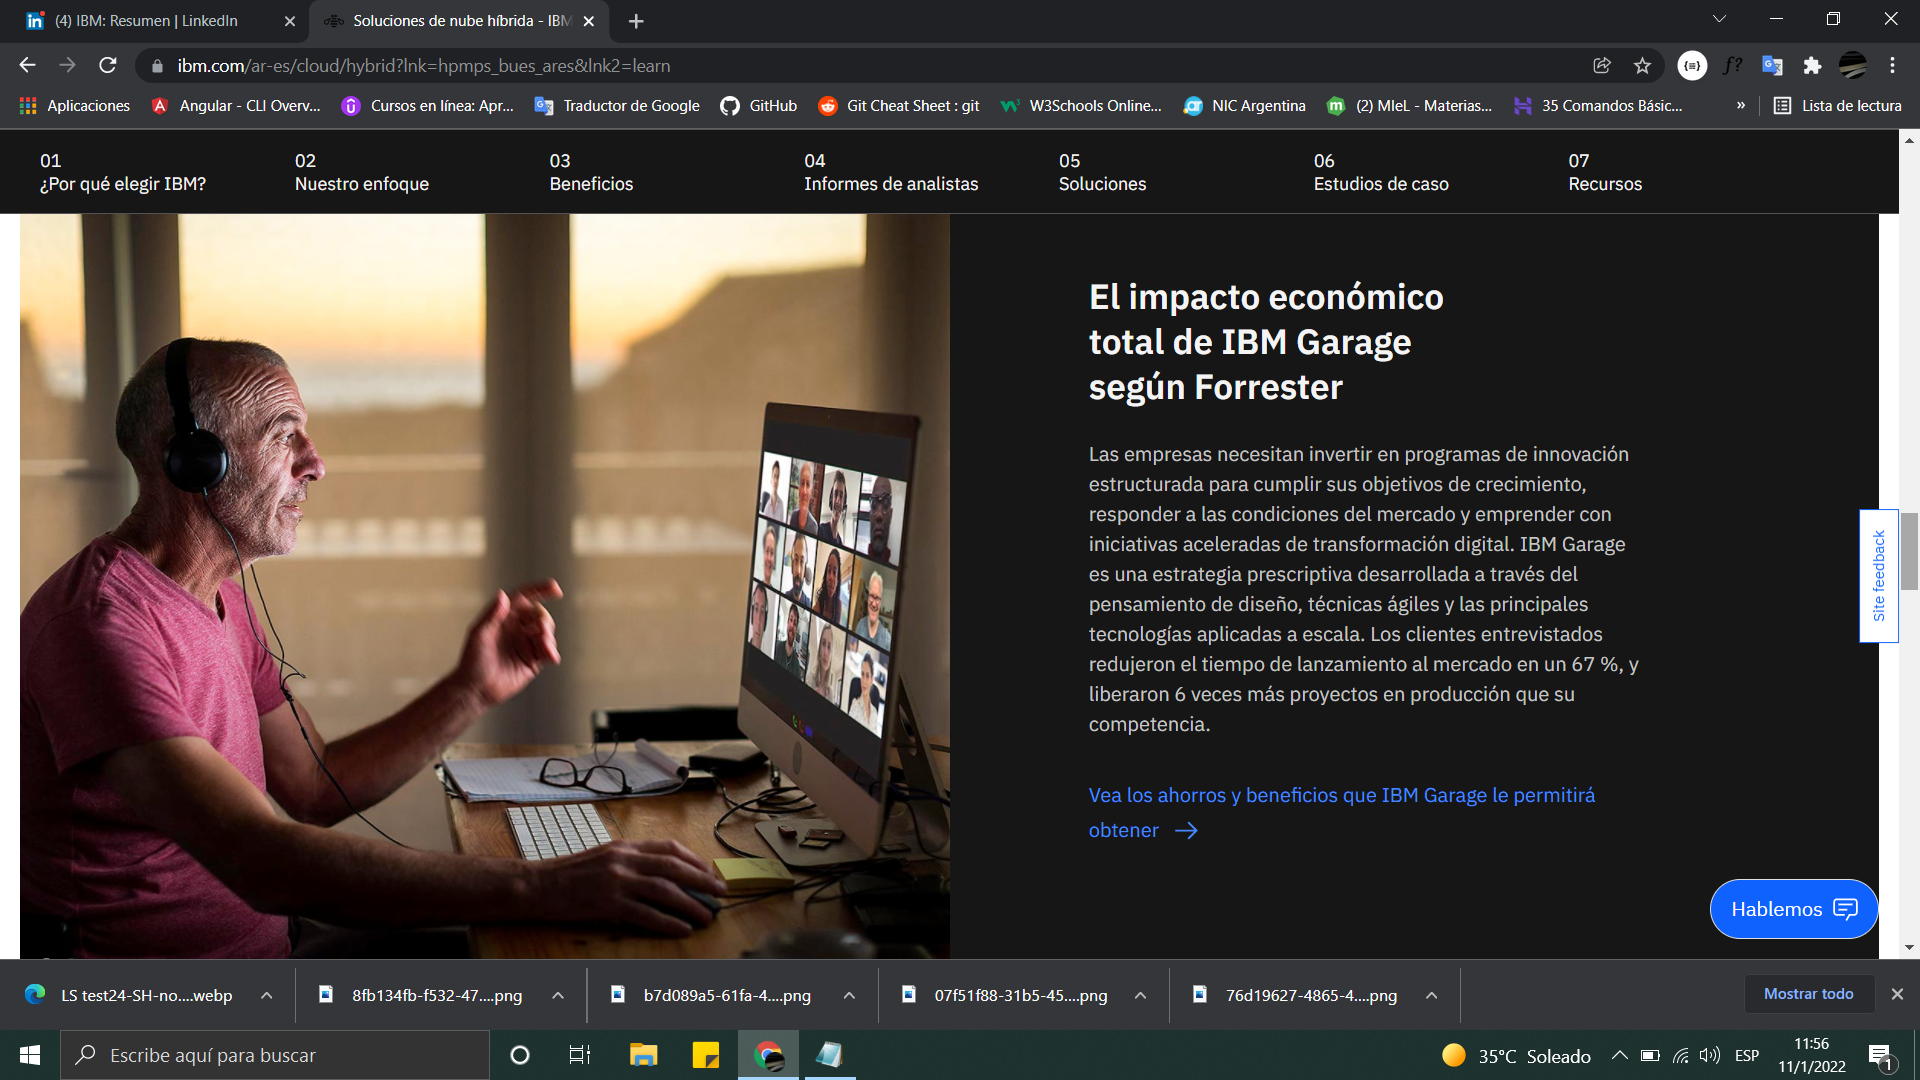 (4) IBM: Resumen | LinkedIn
Soluciones de nube híbrida - IBM
ibm.com/ar-es/cloud/hybrid?lnk=hpmps_bues_ares&lnk2=learn
Aplicaciones
Angular - CLI Overv...
Cursos en línea: Apr...
Traductor de Google
GitHub
Git Cheat Sheet : git
W3Schools Online...
NIC Argentina
(2) MIeL - Materias...
35 Comandos Básic...
»
Lista de lectura
01
¿Por qué elegir IBM?
02
Nuestro enfoque
03
Beneficios
04
Informes de analistas
05
Soluciones
06
Estudios de caso
07
Recursos
El impacto económico
total de IBM Garage
según Forrester
Las empresas necesitan invertir en programas de innovación
estructurada para cumplir sus objetivos de crecimiento,
responder a las condiciones del mercado y emprender con
iniciativas aceleradas de transformación digital. IBM Garage
es una estrategia prescriptiva desarrollada a través del
pensamiento de diseño, técnicas ágiles y las principales
tecnologías aplicadas a escala. Los clientes entrevistados
redujeron el tiempo de lanzamiento al mercado en un 67 %, y
liberaron 6 veces más proyectos en producción que su
competencia.
Vea los ahorros y beneficios que IBM Garage le permitirá
obtener →
Site feedback
Hablemos
LS test24-SH-no....webp
8fb134fb-f532-47....png
b7d089a5-61fa-4....png
07f51f88-31b5-45....png
76d19627-4865-4....png
Mostrar todo
Escribe aquí para buscar
35°C Soleado
ESP
11:56
11/1/2022
1